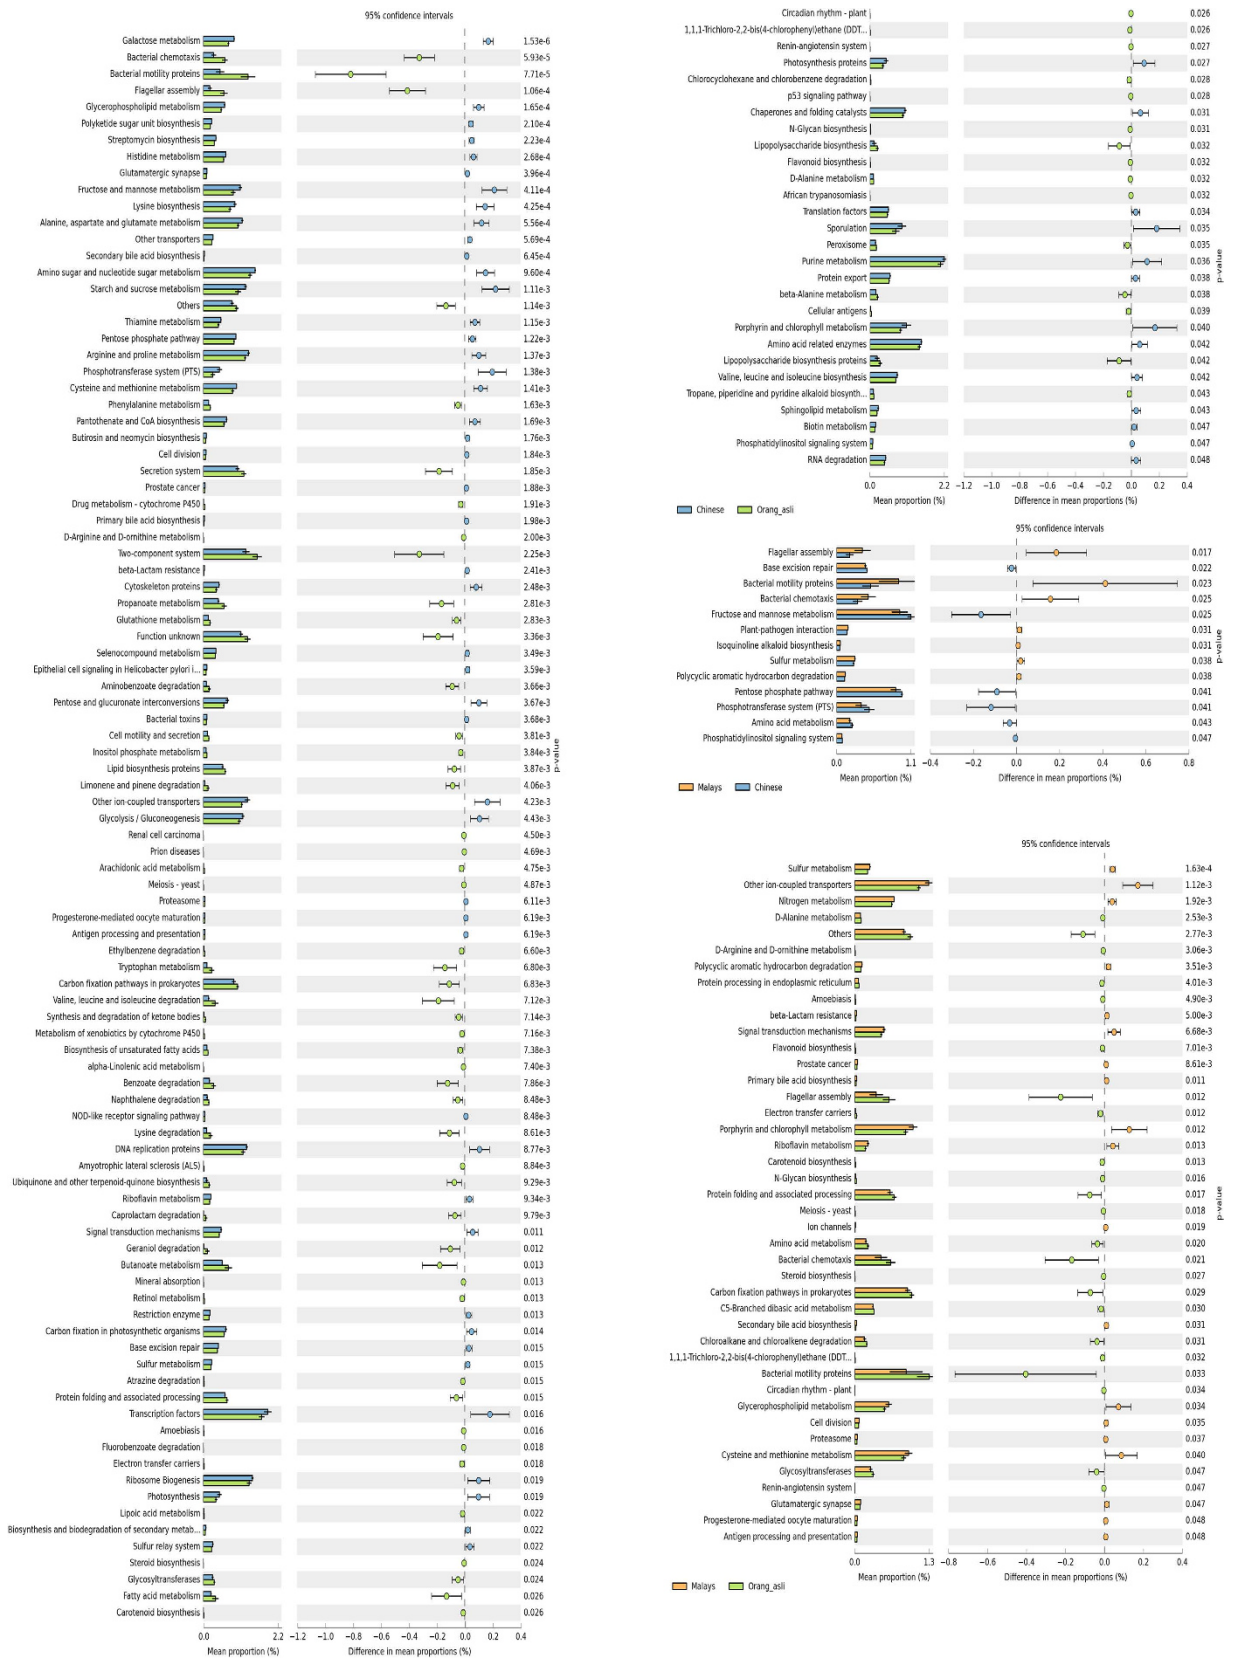 95% confidence intervals
Galactose metabolism 1.53e-6
Bacterial chemotaxis 5.93e-5
Bacterial motility proteins 7.71e-5
Flagellar assembly 1.06e-4
Glycerophospholipid metabolism 1.65e-4
Polyketide sugar unit biosynthesis 2.10e-4
Streptomycin biosynthesis 2.23e-4
Histidine metabolism 2.68e-4
Glutamatergic synapse 3.96e-4
Fructose and mannose metabolism 4.11e-4
Lysine biosynthesis 4.25e-4
Alanine, aspartate and glutamate metabolism 5.56e-4
Other transporters 5.69e-4
Secondary bile acid biosynthesis 6.45e-4
Amino sugar and nucleotide sugar metabolism 9.60e-4
Starch and sucrose metabolism 1.11e-3
Others 1.14e-3
Thiamine metabolism 1.15e-3
Pentose phosphate pathway 1.22e-3
Arginine and proline metabolism 1.37e-3
Phosphotransferase system (PTS) 1.38e-3
Cysteine and methionine metabolism 1.41e-3
Phenylalanine metabolism 1.63e-3
Pantothenate and CoA biosynthesis 1.69e-3
Butirosin and neomycin biosynthesis 1.76e-3
Cell division 1.84e-3
Secretion system 1.85e-3
Prostate cancer 1.88e-3
Drug metabolism - cytochrome P450 1.91e-3
Primary bile acid biosynthesis 1.98e-3
D-Arginine and D-ornithine metabolism 2.00e-3
Two-component system 2.25e-3
beta-Lactam resistance 2.41e-3
Cytoskeleton proteins 2.48e-3
Propanoate metabolism 2.81e-3
Glutathione metabolism 2.83e-3
Function unknown 3.36e-3
Selenocompound metabolism 3.49e-3
Epithelial cell signaling in Helicobacter pylori i... 3.59e-3
Aminobenzoate degradation 3.66e-3
Pentose and glucuronate interconversions 3.67e-3
Bacterial toxins 3.68e-3
Cell motility and secretion 3.81e-3
Inositol phosphate metabolism 3.84e-3
Lipid biosynthesis proteins 3.87e-3
p-value
Limonene and pinene degradation 4.06e-3
Other ion-coupled transporters 4.23e-3
Glycolysis / Gluconeogenesis 4.43e-3
Renal cell carcinoma 4.50e-3
Prion diseases 4.69e-3
Arachidonic acid metabolism 4.75e-3
Meiosis - yeast 4.87e-3
Proteasome 6.11e-3
Progesterone-mediated oocyte maturation 6.19e-3
Antigen processing and presentation 6.19e-3
Ethylbenzene degradation 6.60e-3
Tryptophan metabolism 6.80e-3
Carbon fixation pathways in prokaryotes 6.83e-3
Valine, leucine and isoleucine degradation 7.12e-3
Synthesis and degradation of ketone bodies 7.14e-3
Metabolism of xenobiotics by cytochrome P450 7.16e-3
Biosynthesis of unsaturated fatty acids 7.38e-3
alpha-Linolenic acid metabolism 7.40e-3
Benzoate degradation 7.86e-3
Naphthalene degradation 8.48e-3
NOD-like receptor signaling pathway 8.48e-3
Lysine degradation 8.61e-3
DNA replication proteins 8.77e-3
Amyotrophic lateral sclerosis (ALS) 8.84e-3
Ubiquinone and other terpenoid-quinone biosynthesis 9.29e-3
Riboflavin metabolism 9.34e-3
Caprolactam degradation 9.79e-3
Signal transduction mechanisms 0.011
Geraniol degradation 0.012
Butanoate metabolism 0.013
Mineral absorption 0.013
Retinol metabolism 0.013
Restriction enzyme 0.013
Carbon fixation in photosynthetic organisms 0.014
Base excision repair 0.015
Sulfur metabolism 0.015
Atrazine degradation 0.015
Protein folding and associated processing 0.015
Transcription factors 0.016
Amoebiasis 0.016
Fluorobenzoate degradation 0.018
Electron transfer carriers 0.018
Ribosome Biogenesis 0.019
Photosynthesis 0.019
Lipoic acid metabolism 0.022
Biosynthesis and biodegradation of secondary metab... 0.022
Sulfur relay system 0.022
Steroid biosynthesis 0.024
Glycosyltransferases 0.024
Fatty acid metabolism 0.026
Carotenoid biosynthesis 0.026
0.0 2.2 −1.2 −1.0 −0.8 −0.6 −0.4 −0.2 0.0 0.2 0.4
Mean proportion (%) Difference in mean proportions (%)
Circadian rhythm - plant 0.026
1,1,1-Trichloro-2,2-bis(4-chlorophenyl)ethane (DDT... 0.026
Renin-angiotensin system 0.027
Photosynthesis proteins 0.027
Chlorocyclohexane and chlorobenzene degradation 0.028
p53 signaling pathway 0.028
Chaperones and folding catalysts 0.031
N-Glycan biosynthesis 0.031
Lipopolysaccharide biosynthesis 0.032
Flavonoid biosynthesis 0.032
D-Alanine metabolism 0.032
African trypanosomiasis 0.032
Translation factors 0.034
Sporulation 0.035
Peroxisome 0.035
Purine metabolism 0.036
p-value
Protein export 0.038
beta-Alanine metabolism 0.038
Cellular antigens 0.039
Porphyrin and chlorophyll metabolism 0.040
Amino acid related enzymes 0.042
Lipopolysaccharide biosynthesis proteins 0.042
Valine, leucine and isoleucine biosynthesis 0.042
Tropane, piperidine and pyridine alkaloid biosynth... 0.043
Sphingolipid metabolism 0.043
Biotin metabolism 0.047
Phosphatidylinositol signaling system 0.047
RNA degradation 0.048
0.0 2.2 −1.2 −1.0 −0.8 −0.6 −0.4 −0.2 0.0 0.2 0.4
Mean proportion (%) Difference in mean proportions (%)
Chinese Orang_asli
95% confidence intervals
Flagellar assembly 0.017
Base excision repair 0.022
Bacterial motility proteins 0.023
Bacterial chemotaxis 0.025
Fructose and mannose metabolism 0.025
Plant-pathogen interaction 0.031
Isoquinoline alkaloid biosynthesis 0.031
p-value
Sulfur metabolism 0.038
Polycyclic aromatic hydrocarbon degradation 0.038
Pentose phosphate pathway 0.041
Phosphotransferase system (PTS) 0.041
Amino acid metabolism 0.043
Phosphatidylinositol signaling system 0.047
0.0 1.1 −0.4 −0.2 0.0 0.2 0.4 0.6 0.8
Mean proportion (%) Difference in mean proportions (%)
Malays Chinese
95% confidence intervals
Sulfur metabolism 1.63e-4
Other ion-coupled transporters 1.12e-3
Nitrogen metabolism 1.92e-3
D-Alanine metabolism 2.53e-3
Others 2.77e-3
D-Arginine and D-ornithine metabolism 3.06e-3
Polycyclic aromatic hydrocarbon degradation 3.51e-3
Protein processing in endoplasmic reticulum 4.01e-3
Amoebiasis 4.90e-3
beta-Lactam resistance 5.00e-3
Signal transduction mechanisms 6.68e-3
Flavonoid biosynthesis 7.01e-3
Prostate cancer 8.61e-3
Primary bile acid biosynthesis 0.011
Flagellar assembly 0.012
Electron transfer carriers 0.012
Porphyrin and chlorophyll metabolism 0.012
Riboflavin metabolism 0.013
Carotenoid biosynthesis 0.013
N-Glycan biosynthesis 0.016
Protein folding and associated processing 0.017
p-value
Meiosis - yeast 0.018
Ion channels 0.019
Amino acid metabolism 0.020
Bacterial chemotaxis 0.021
Steroid biosynthesis 0.027
Carbon fixation pathways in prokaryotes 0.029
C5-Branched dibasic acid metabolism 0.030
Secondary bile acid biosynthesis 0.031
Chloroalkane and chloroalkene degradation 0.031
1,1,1-Trichloro-2,2-bis(4-chlorophenyl)ethane (DDT... 0.032
Bacterial motility proteins 0.033
Circadian rhythm - plant 0.034
Glycerophospholipid metabolism 0.034
Cell division 0.035
Proteasome 0.037
Cysteine and methionine metabolism 0.040
Glycosyltransferases 0.047
Renin-angiotensin system 0.047
Glutamatergic synapse 0.047
Progesterone-mediated oocyte maturation 0.048
Antigen processing and presentation 0.048
0.0 1.3 −0.8 −0.6 −0.4 −0.2 0.0 0.2 0.4
Mean proportion (%) Difference in mean proportions (%)
Malays Orang_asli